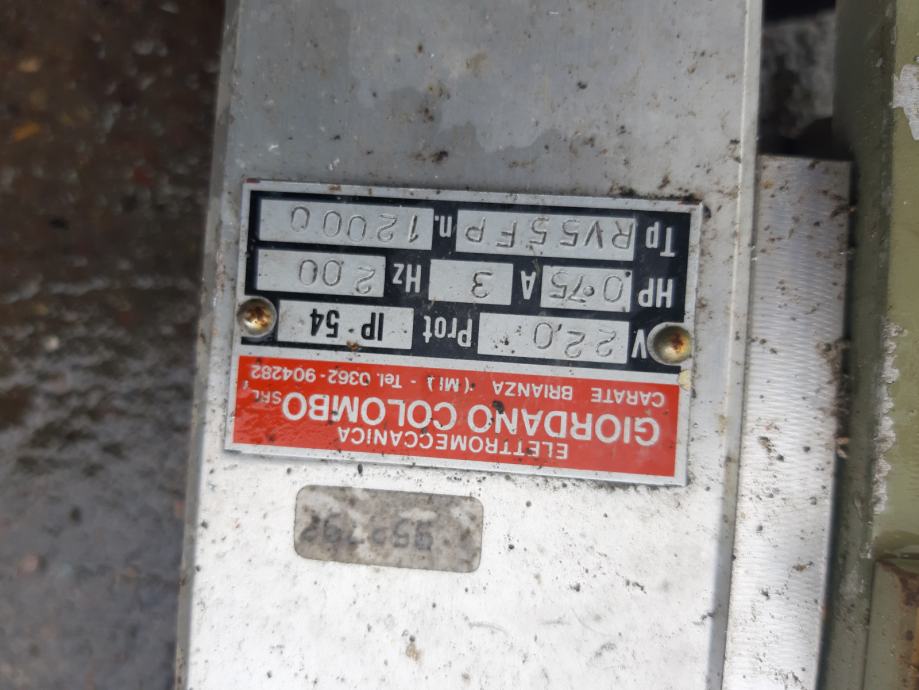 ELETTROMECCANICA
GIORDANO COLOMBO SRL
CARATE BRIANZA (MI) - Tel. 0362-904282
V 220 Prot IP 54
HP 0.75 A 3 Hz 200
Tp RV55FP n. 12000